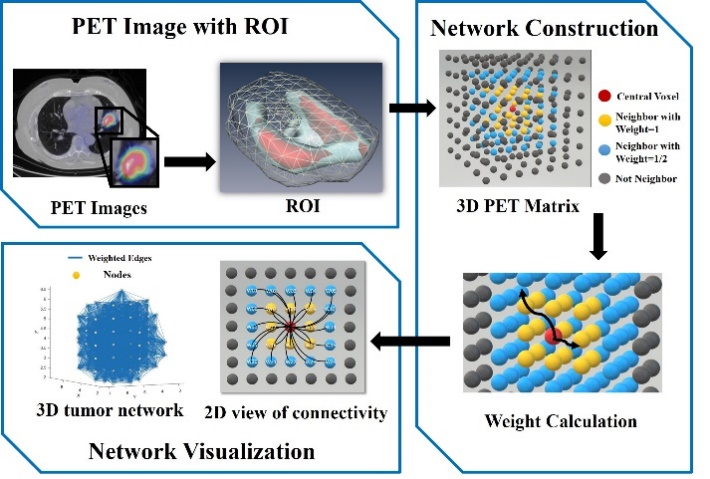 PET Image with ROI
PET Images
ROI
Network Construction
Central Voxel
Neighbor with
Weight=1
Neighbor with
Weight=1/2
Not Neighbor
3D PET Matrix
Weight Calculation
Weighted Edges
Nodes
3D tumor network
2D view of connectivity
Network Visualization